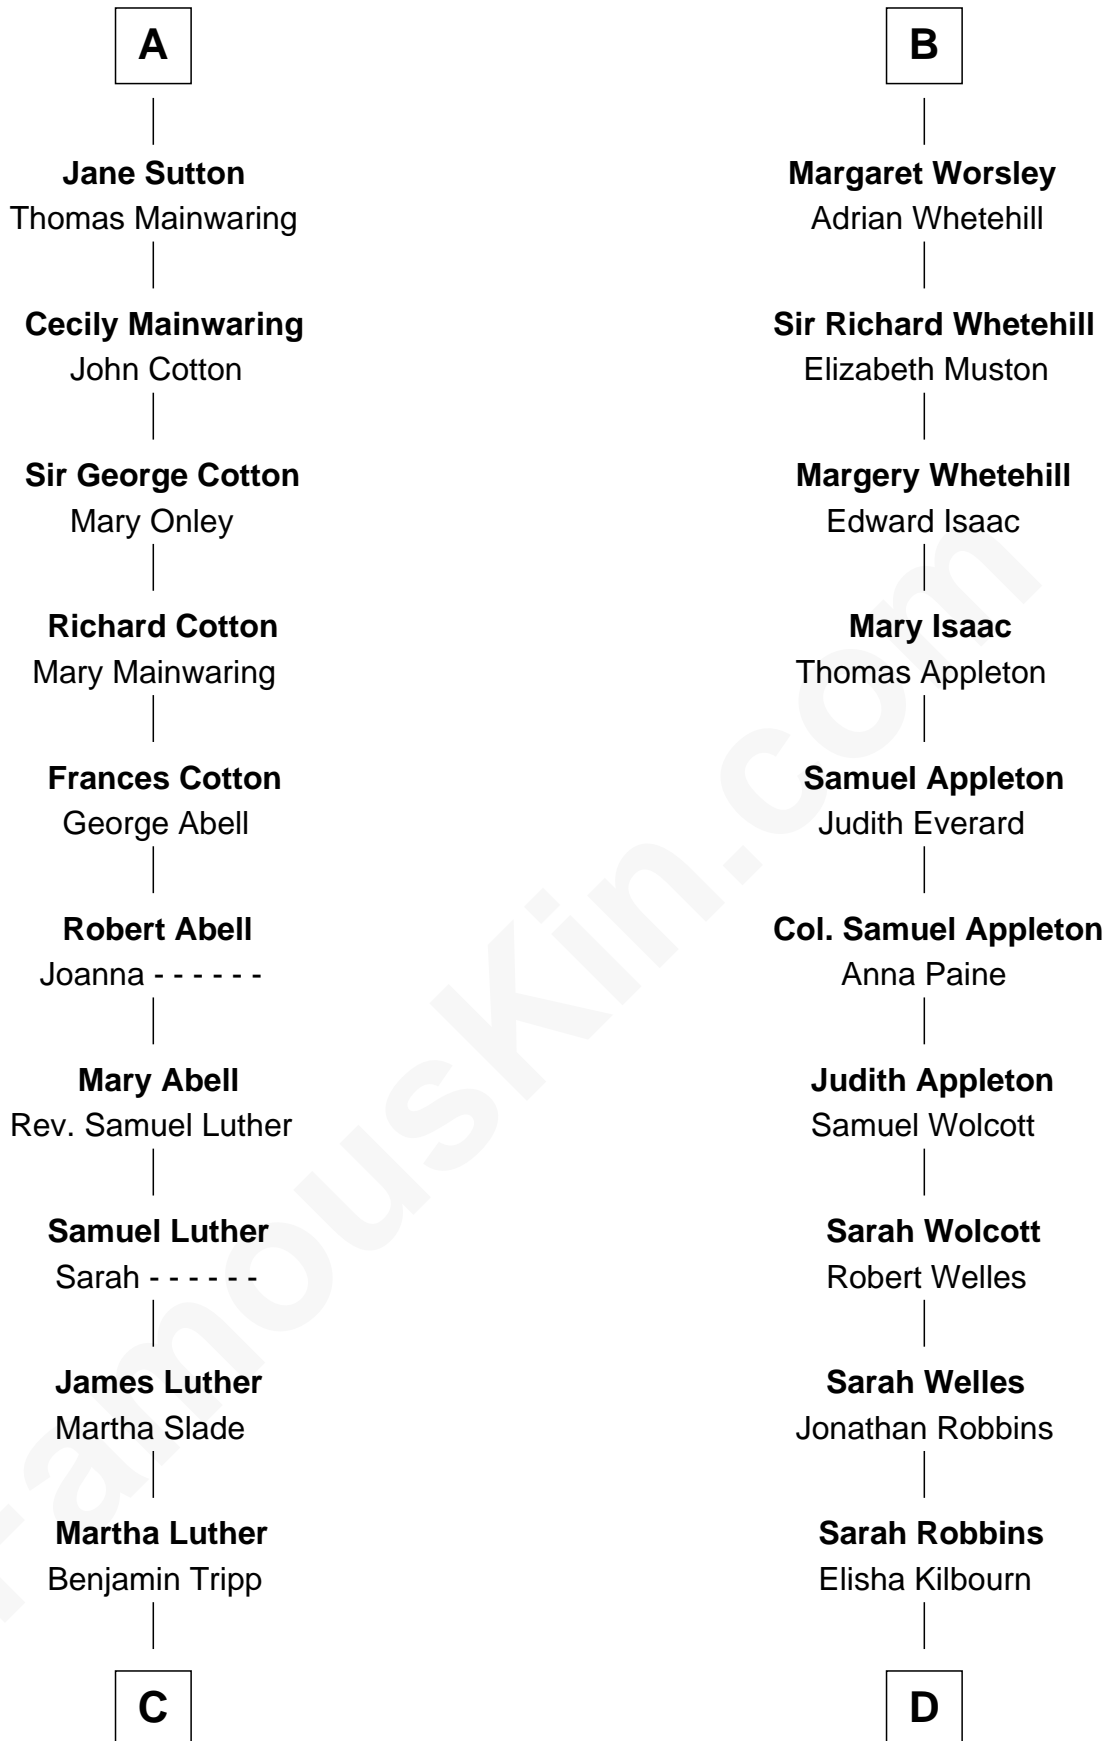 A
Jane Sutton
Thomas Mainwaring
Cecily Mainwaring
John Cotton
Sir George Cotton
Mary Onley
Richard Cotton
Mary Mainwaring
Frances Cotton
George Abell
Robert Abell
Joanna - - - - - -
Mary Abell
Rev. Samuel Luther
Samuel Luther
Sarah - - - - - -
James Luther
Martha Slade
Martha Luther
Benjamin Tripp
C
B
Margaret Worsley
Adrian Whetehill
Sir Richard Whetehill
Elizabeth Muston
Margery Whetehill
Edward Isaac
Mary Isaac
Thomas Appleton
Samuel Appleton
Judith Everard
Col. Samuel Appleton
Anna Paine
Judith Appleton
Samuel Wolcott
Sarah Wolcott
Robert Welles
Sarah Welles
Jonathan Robbins
Sarah Robbins
Elisha Kilbourn
D
FamousKin.com